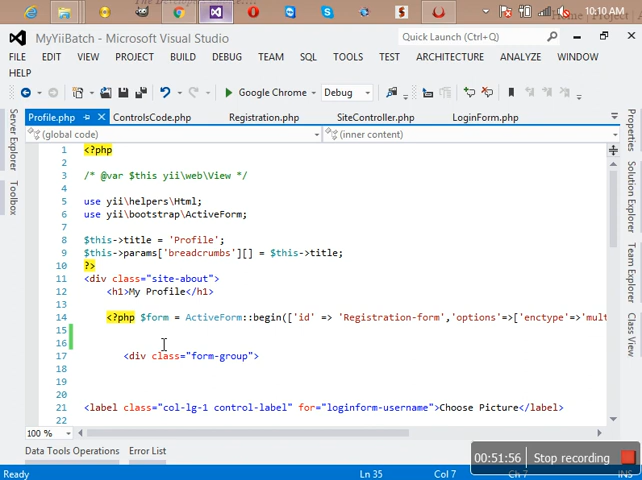 10:10 AM
MyYiiBatch - Microsoft Visual Studio
Quick Launch (Ctrl+Q)
FILE EDIT VIEW PROJECT BUILD DEBUG TEAM SQL TOOLS TEST ARCHITECTURE ANALYZE WINDOW
HELP
Google Chrome Debug
Profile.php ControlsCode.php Registration.php SiteController.php LoginForm.php
(global code) (inner content)
Server Explorer
Toolbox
Properties
Solution Explorer
Team Explorer
Class View
1 <?php
2
3 /* @var $this yii\web\View */
4
5 use yii\helpers\Html;
6 use yii\bootstrap\ActiveForm;
7
8 $this->title = 'Profile';
9 $this->params['breadcrumbs'][] = $this->title;
10 ?>
11 <div class="site-about">
12 <h1>My Profile</h1>
13
14 <?php $form = ActiveForm::begin(['id' => 'Registration-form','options'=>['enctype'=>'mult
15
16
17 <div class="form-group">
18
19
20
21 <label class="col-lg-1 control-label" for="loginform-username">Choose Picture</label>
22
100 %
Data Tools Operations Error List
00:51:56 Stop recording
Ready Ln 35 Col 7 Ch 7 INS